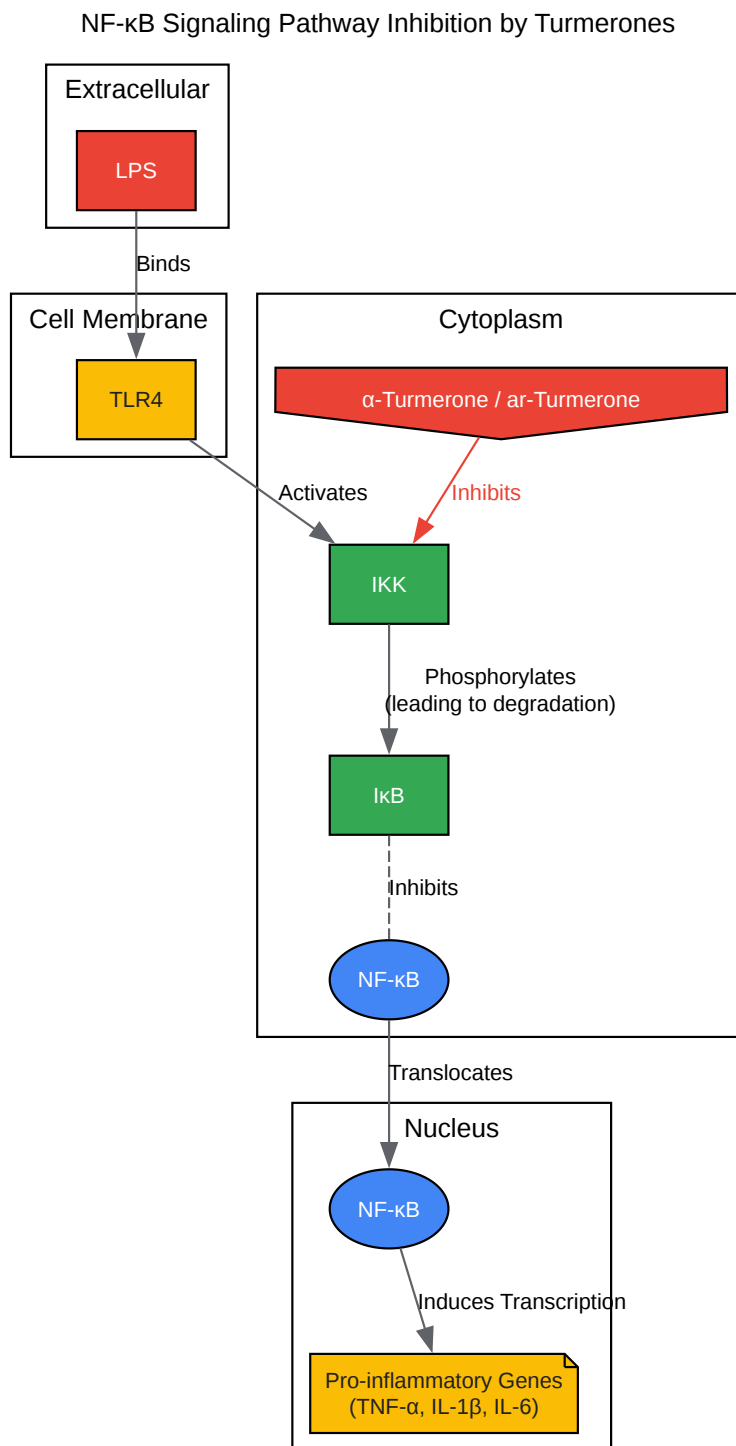 NF-κB Signaling Pathway Inhibition by Turmerones
Extracellular
LPS
Binds
Cell Membrane
TLR4
Cytoplasm
α-Turmerone / ar-Turmerone
Activates
Inhibits
IKK
Phosphorylates
(leading to degradation)
IκB
Inhibits
NF-κB
Translocates
Nucleus
NF-κB
Induces Transcription
Pro-inflammatory Genes
(TNF-α, IL-1β, IL-6)